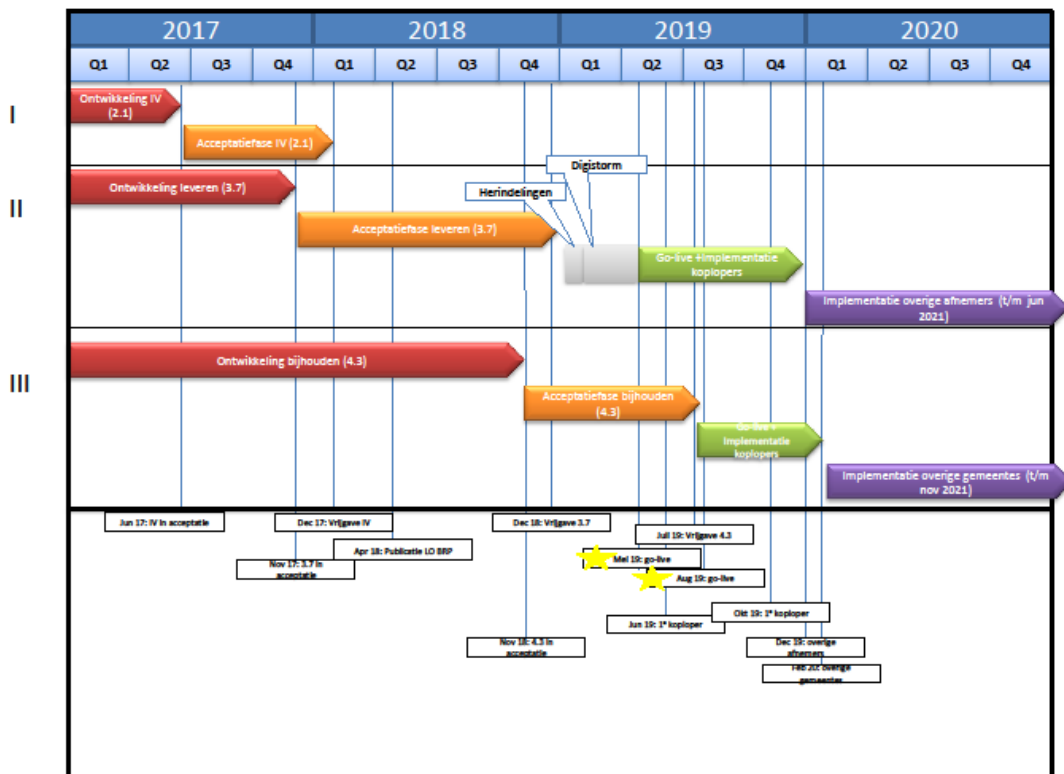 2017 2018 2019 2020
Q1 Q2 Q3 Q4 Q1 Q2 Q3 Q4 Q1 Q2 Q3 Q4 Q1 Q2 Q3 Q4
I
Ontwikkeling IV
(2.1)
Acceptatiefase IV (2.1)
Digistorm
II
Ontwikkeling leveren (3.7)
Herindelingen
Acceptatiefase leveren (3.7)
Go-live +Implementatie
koplopers
Implementatie overige afnemers (t/m jun
2021)
III
Ontwikkeling bijhouden (4.3)
Acceptatiefase bijhouden
(4.3)
Go-live +
Implementatie
koplopers
Implementatie overige gemeentes (t/m
nov 2021)
Jun 17: IV in acceptatie
Dec 17: Vrijgave IV
Dec 18: Vrijgave 3.7
Juli 19: Vrijgave 4.3
Apr 18: Publicatie LO BRP
Nov 17: 3.7 in
acceptatie
Mei 19: go-live
Aug 19: go-live
Okt 19: 1e koploper
Jun 19: 1e koploper
Nov 18: 4.3 in
acceptatie
Dec 19: overige
afnemers
Feb 20: overige
gemeentes